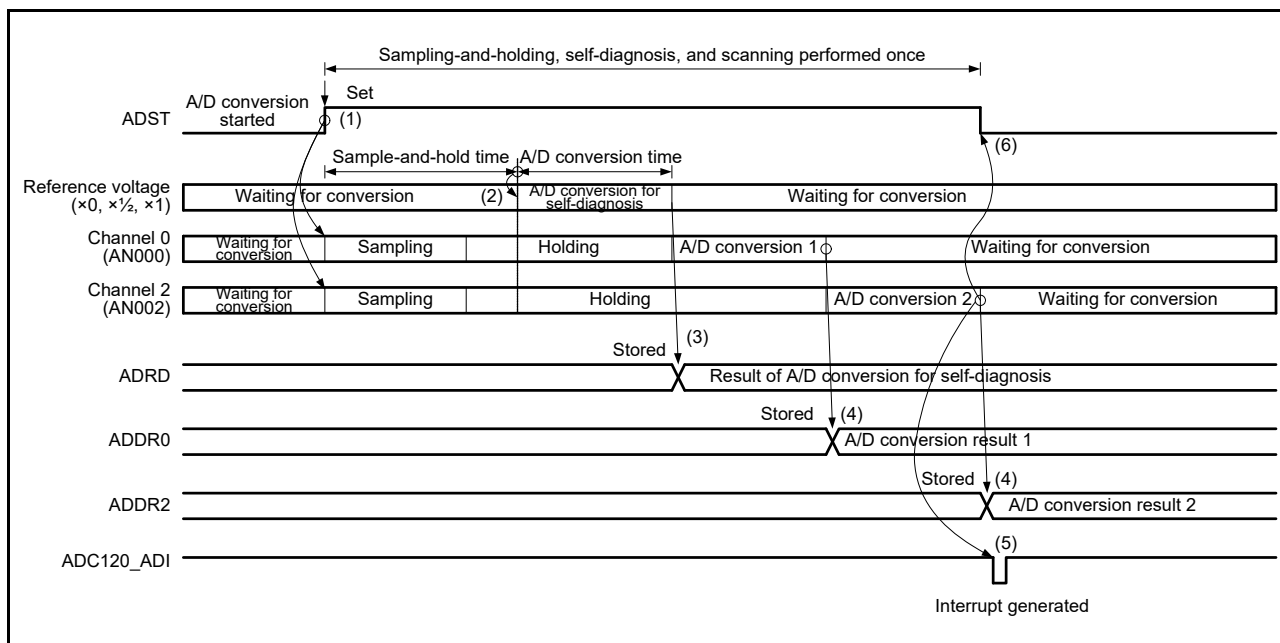 Sampling-and-holding, self-diagnosis, and scanning performed once
A/D conversion
started
Set
ADST
(1)
(6)
Sample-and-hold time
A/D conversion time
Reference voltage
(×0, ×½, ×1)
Waiting for conversion
(2)
A/D conversion for
self-diagnosis
Waiting for conversion
Channel 0
(AN000)
Waiting for
conversion
Sampling
Holding
A/D conversion 1
Waiting for conversion
Channel 2
(AN002)
Waiting for
conversion
Sampling
Holding
A/D conversion 2
Waiting for conversion
Stored
(3)
ADRD
Result of A/D conversion for self-diagnosis
Stored
(4)
ADDR0
A/D conversion result 1
Stored
(4)
ADDR2
A/D conversion result 2
ADC120_ADI
(5)
Interrupt generated